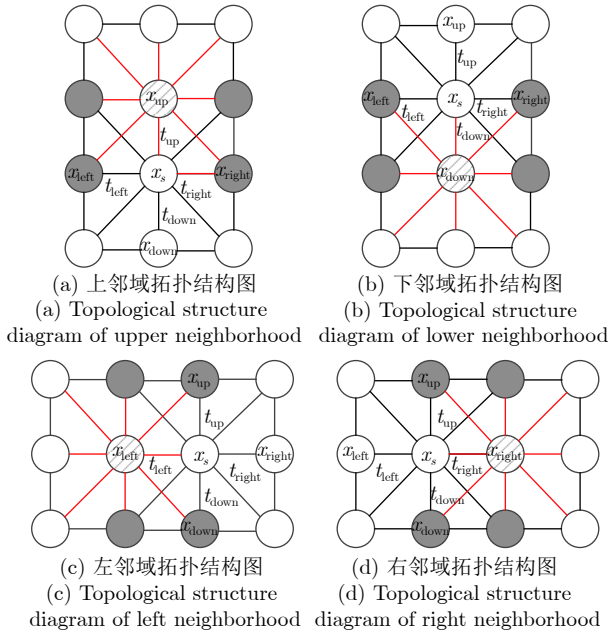 x_up
t_up
x_left
x_s
x_right
t_left
t_right
t_down
x_down
(a) 上邻域拓扑结构图
(a) Topological structure
diagram of upper neighborhood
x_up
t_up
x_left
x_s
x_right
t_left
t_right
t_down
x_down
(b) 下邻域拓扑结构图
(b) Topological structure
diagram of lower neighborhood
x_up
t_up
x_left
x_s
x_right
t_left
t_right
t_down
x_down
(c) 左邻域拓扑结构图
(c) Topological structure
diagram of left neighborhood
x_up
t_up
x_left
x_s
x_right
t_left
t_right
t_down
x_down
(d) 右邻域拓扑结构图
(d) Topological structure
diagram of right neighborhood